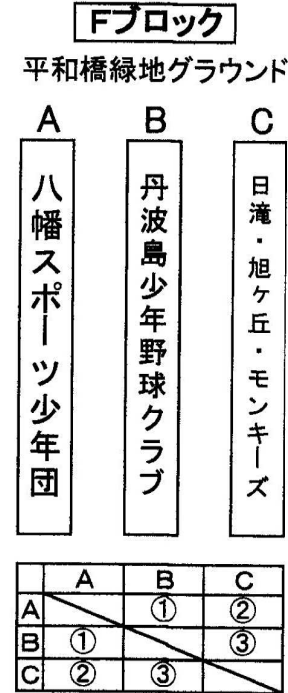 Fブロック
平和橋緑地グラウンド
A B C
八幡スポーツ少年団
丹波島少年野球クラブ
日滝・旭ヶ丘・モンキーズ
A B C
A ① ②
B ① ③
C ② ③